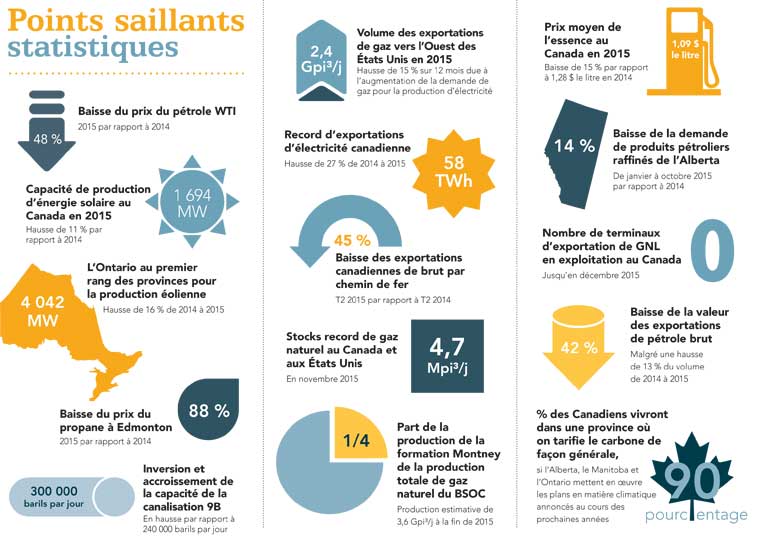 Points saillants
statistiques
48 %
Baisse du prix du pétrole WTI
2015 par rapport à 2014
Capacité de production
d'énergie solaire au
Canada en 2015
Hausse de 11 % par
rapport à 2014
1 694
MW
L'Ontario au premier
rang des provinces pour
la production éolienne
Hausse de 16 % de 2014 à 2015
4 042
MW
Baisse du prix du
propane à Edmonton
2015 par rapport à 2014
88 %
300 000
barils par jour
Inversion et
accroissement de
la capacité de la
canalisation 9B
En hausse par rapport à
240 000 barils par jour
2,4
Gpi³/j
Volume des exportations
de gaz vers l'Ouest des
États Unis en 2015
Hausse de 15 % sur 12 mois due à
l'augmentation de la demande de
gaz pour la production d'électricité
Record d'exportations
d'électricité canadienne
Hausse de 27 % de 2014 à 2015
58
TWh
45 %
Baisse des exportations
canadiennes de brut par
chemin de fer
T2 2015 par rapport à T2 2014
Stocks record de gaz
naturel au Canada et
aux États Unis
En novembre 2015
4,7
Mpi³/j
1/4
Part de la
production de la
formation Montney
de la production
totale de gaz
naturel du BSOC
Production estimative de
3,6 Gpi³/j à la fin de 2015
Prix moyen de
l'essence au
Canada en 2015
Baisse de 15 % par rapport
à 1,28 $ le litre en 2014
1,09 $
le litre
14 %
Baisse de la demande
de produits pétroliers
raffinés de l'Alberta
De janvier à octobre 2015
par rapport à 2014
Nombre de terminaux
d'exportation de GNL
en exploitation au Canada
Jusqu'en décembre 2015
0
42 %
Baisse de la valeur
des exportations
de pétrole brut
Malgré une hausse
de 13 % du volume
de 2014 à 2015
% des Canadiens vivront
dans une province où
on tarifie le carbone de
façon générale,
si l'Alberta, le Manitoba et
l'Ontario mettent en œuvre
les plans en matière climatique
annoncés au cours des
prochaines années
90
pourcentage